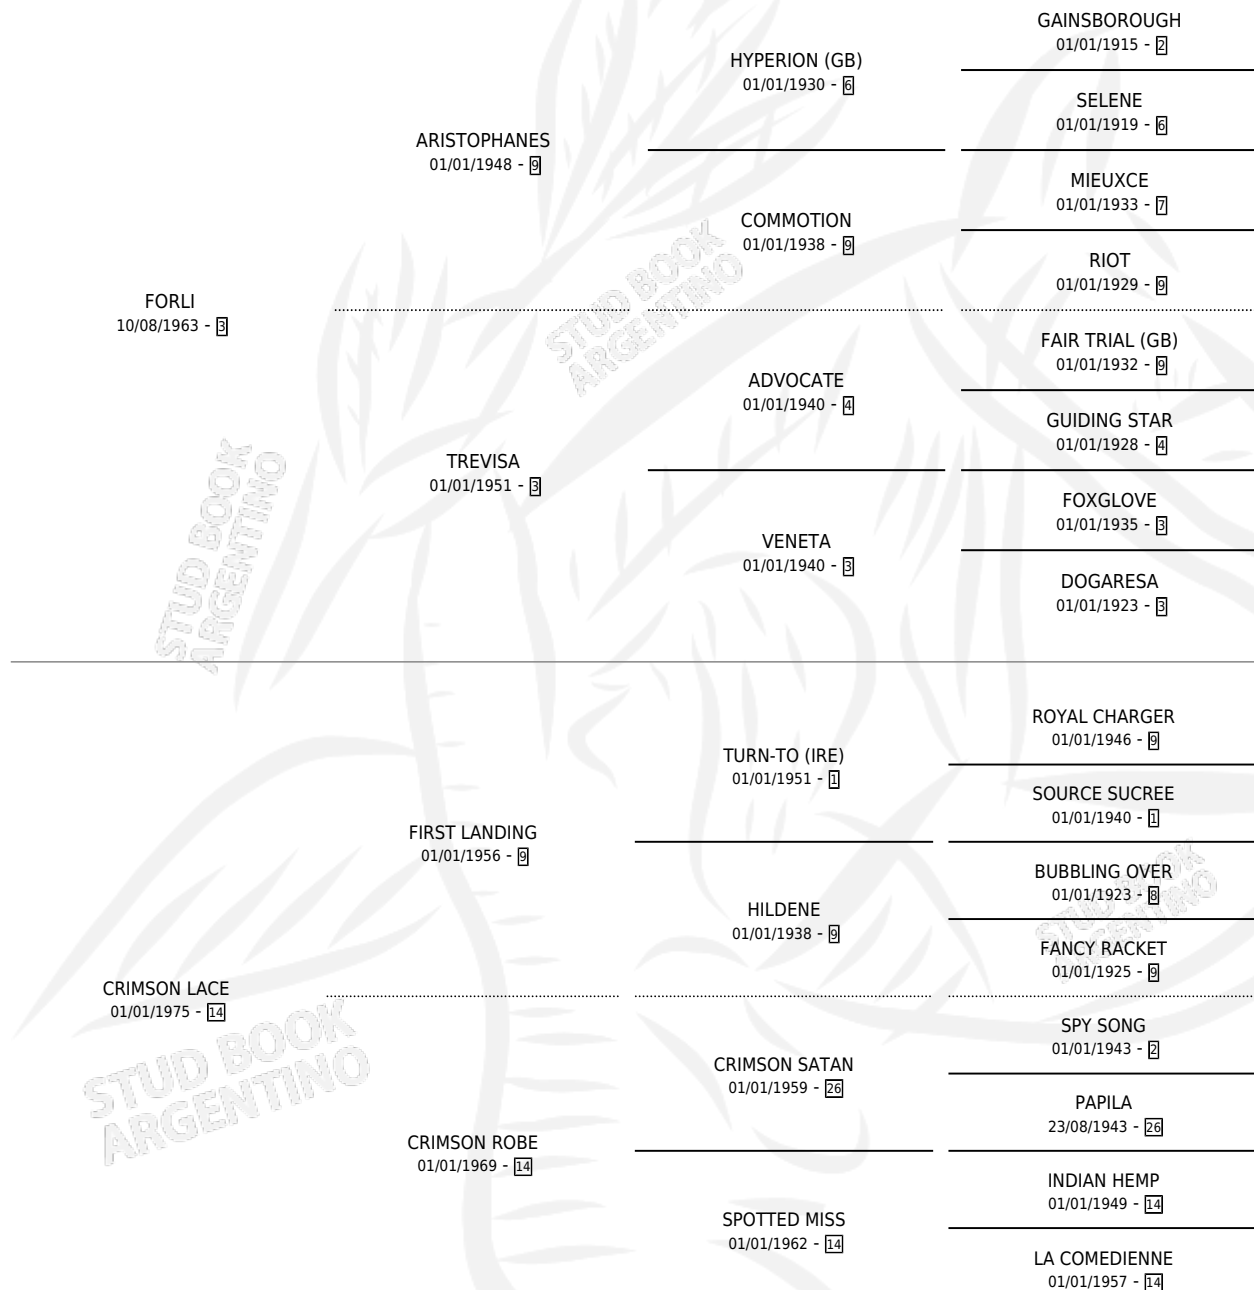 GAINSBOROUGH
01/01/1915 - 2
HYPERION (GB)
01/01/1930 - 6
SELENE
01/01/1919 - 6
ARISTOPHANES
01/01/1948 - 9
MIEUXCE
01/01/1933 - 7
COMMOTION
01/01/1938 - 9
RIOT
01/01/1929 - 9
FORLI
10/08/1963 - 3
FAIR TRIAL (GB)
01/01/1932 - 9
ADVOCATE
01/01/1940 - 4
GUIDING STAR
01/01/1928 - 4
TREVISA
01/01/1951 - 3
FOXGLOVE
01/01/1935 - 3
VENETA
01/01/1940 - 3
DOGARESA
01/01/1923 - 3
ROYAL CHARGER
01/01/1946 - 9
TURN-TO (IRE)
01/01/1951 - 1
SOURCE SUCREE
01/01/1940 - 1
FIRST LANDING
01/01/1956 - 9
BUBBLING OVER
01/01/1923 - 8
HILDENE
01/01/1938 - 9
FANCY RACKET
01/01/1925 - 9
CRIMSON LACE
01/01/1975 - 14
SPY SONG
01/01/1943 - 2
CRIMSON SATAN
01/01/1959 - 26
PAPILA
23/08/1943 - 26
CRIMSON ROBE
01/01/1969 - 14
INDIAN HEMP
01/01/1949 - 14
SPOTTED MISS
01/01/1962 - 14
LA COMEDIENNE
01/01/1957 - 14
STUD BOOK
ARGENTINO
STUD BOOK
ARGENTINO
STUD BOOK
ARGENTINO
STUD BOOK
ARGENTINO